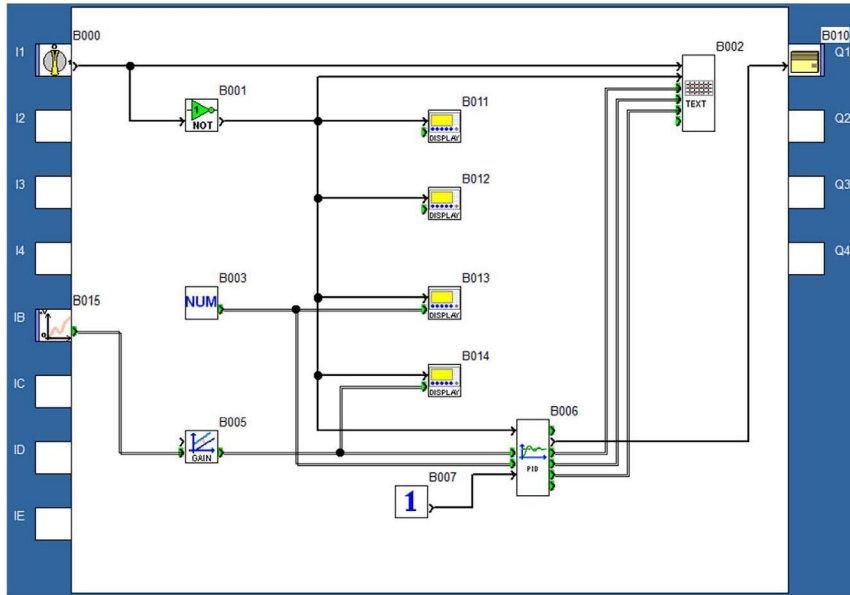 B000
B002
B010
I1
Q1
TEXT
B001
B011
I2
1
NOT
DISPLAY
Q2
B012
I3
DISPLAY
Q3
I4
Q4
B003
B013
NUM
DISPLAY
B015
IB
B014
IC
DISPLAY
B005
B006
ID
GAIN
PID
B007
1
IE